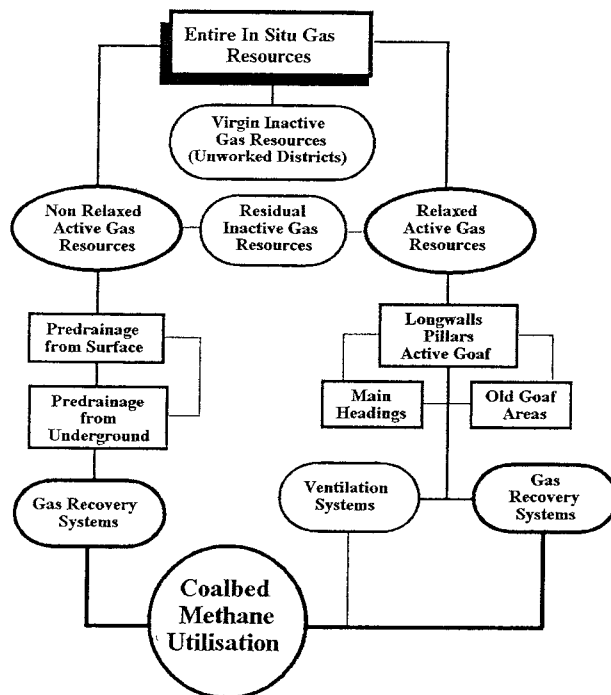 Entire In Situ Gas
Resources
Virgin Inactive
Gas Resources
(Unworked Districts)
Non Relaxed
Active Gas
Resources
Residual
Inactive Gas
Resources
Relaxed
Active Gas
Resources
Predrainage
from Surface
Longwalls
Pillars
Active Goaf
Predrainage
from
Underground
Main
Headings
Old Goaf
Areas
Gas Recovery
Systems
Ventilation
Systems
Gas
Recovery
Systems
Coalbed
Methane
Utilisation